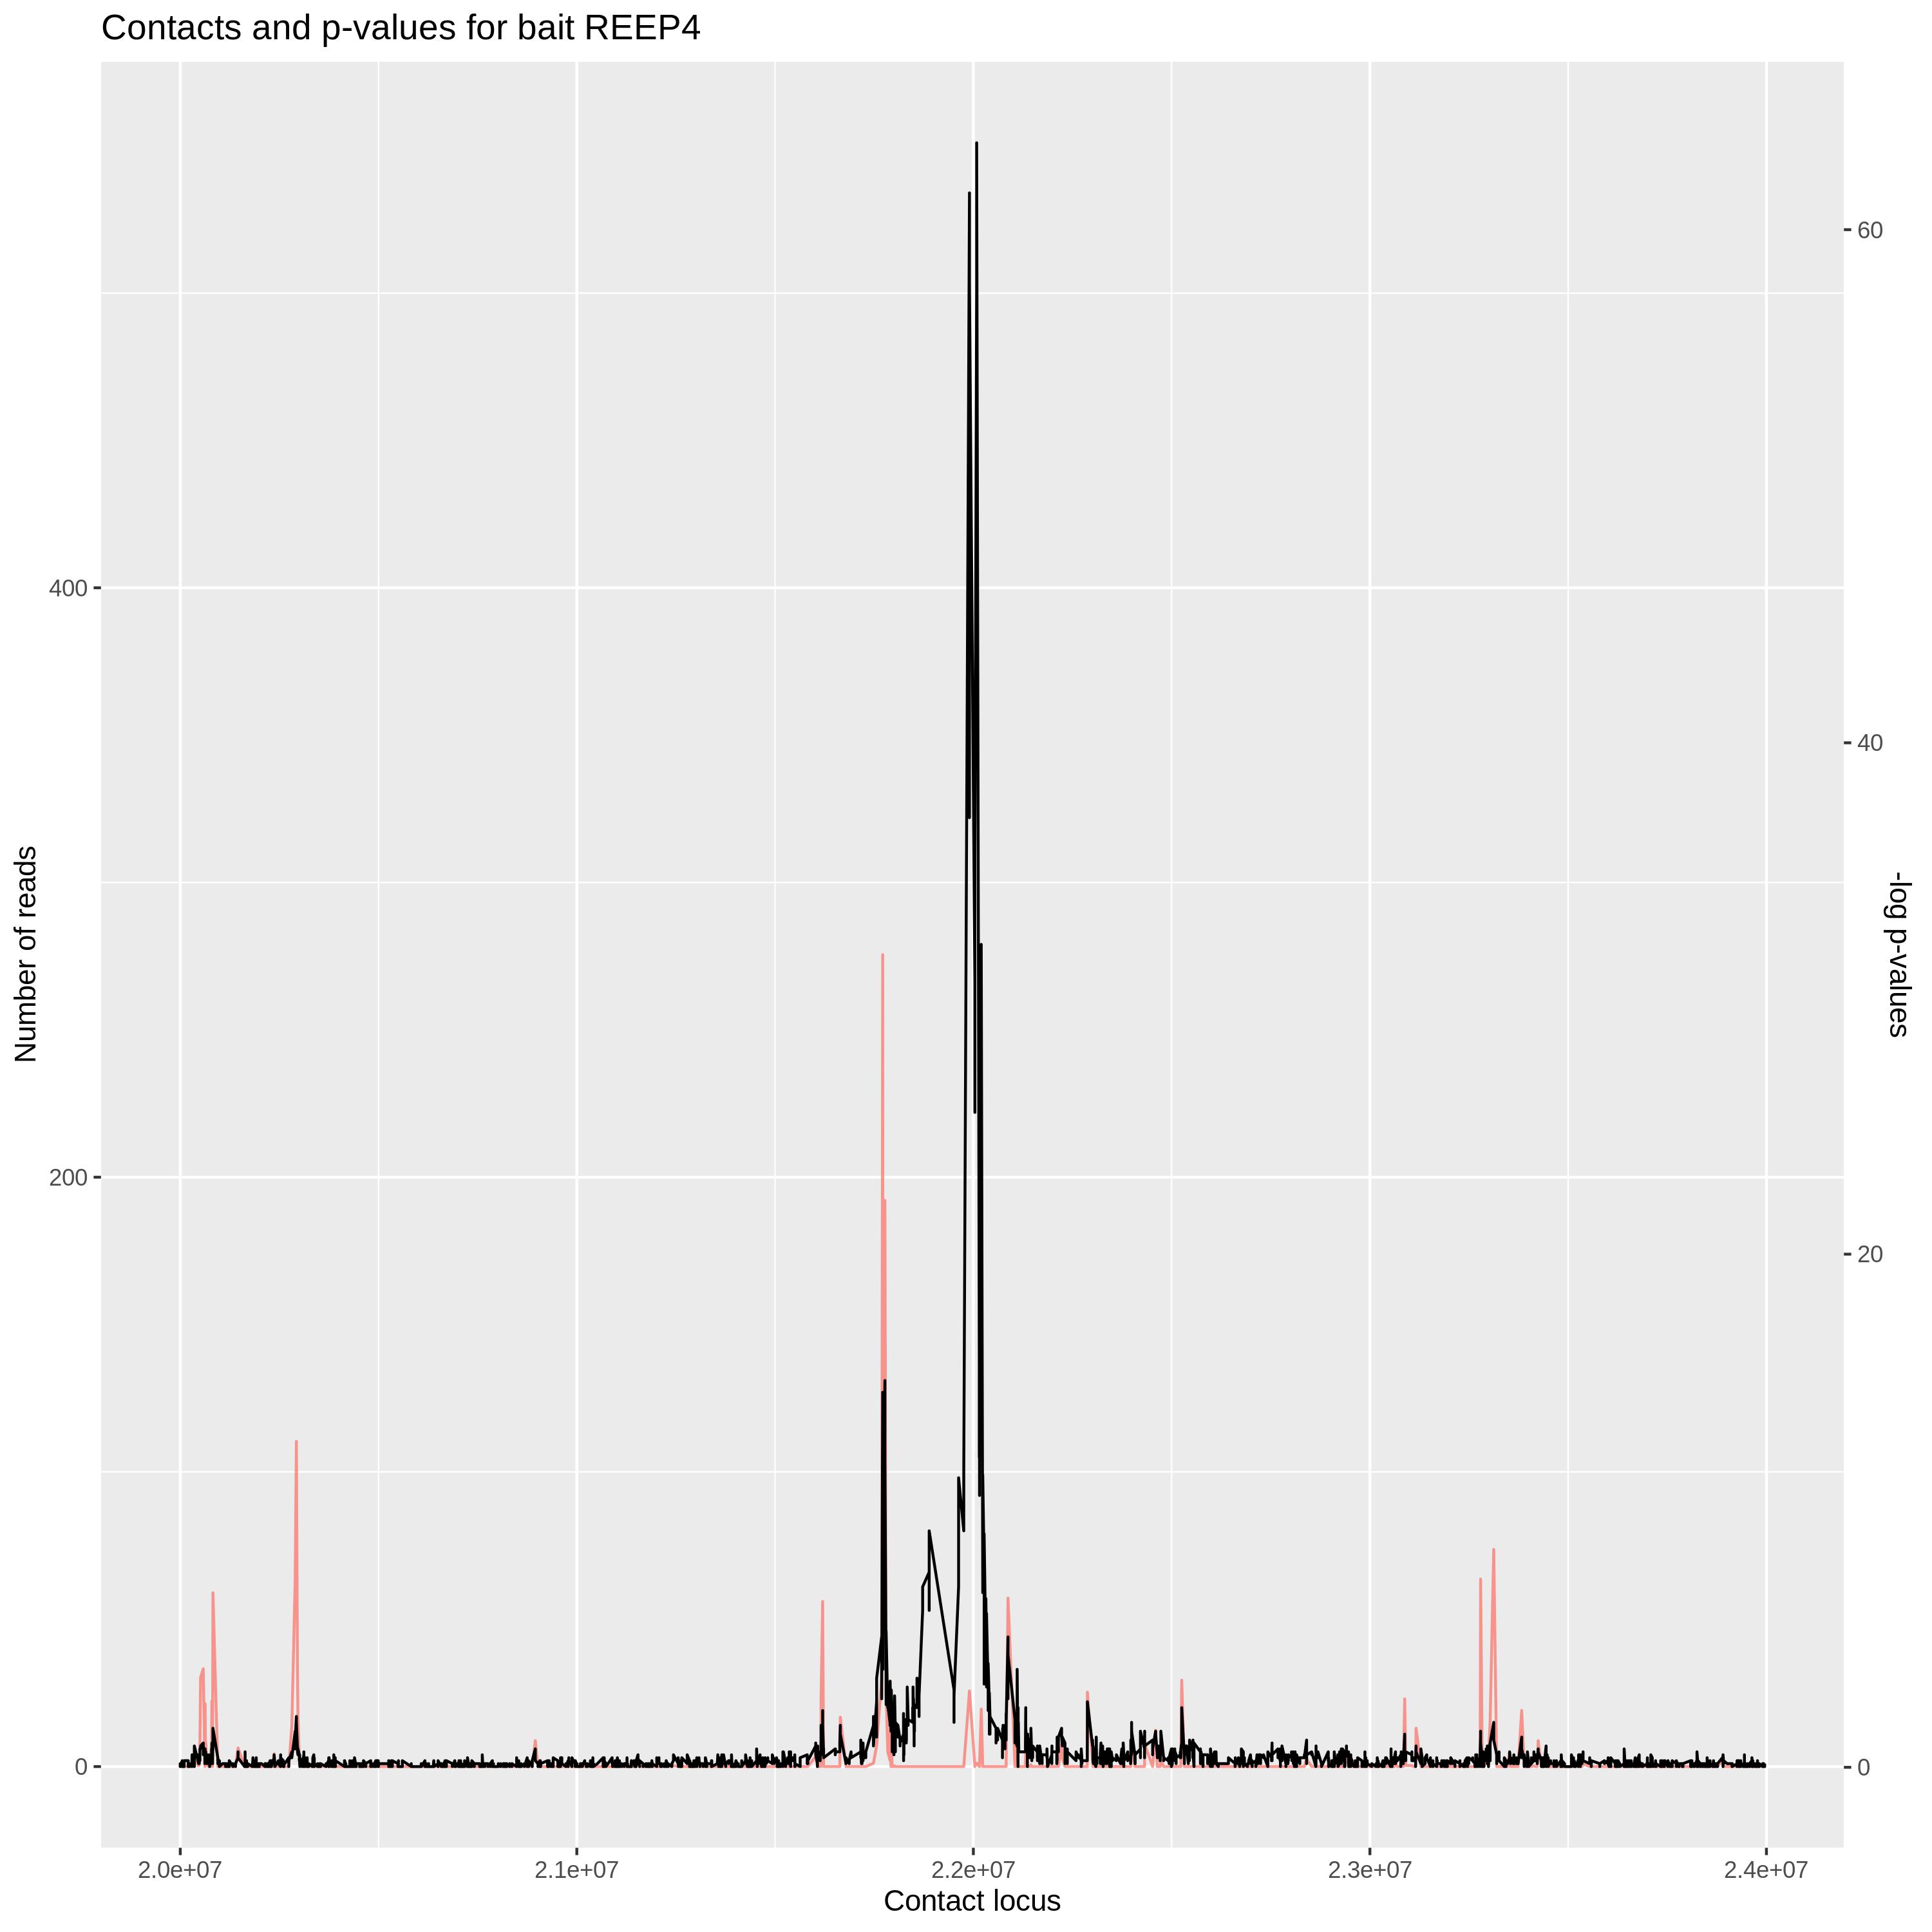 Contacts and p-values for bait REEP4
60
400
40
Number of reads
-log p-values
200
20
0
0
2.0e+07 2.1e+07 2.2e+07 2.3e+07 2.4e+07
Contact locus